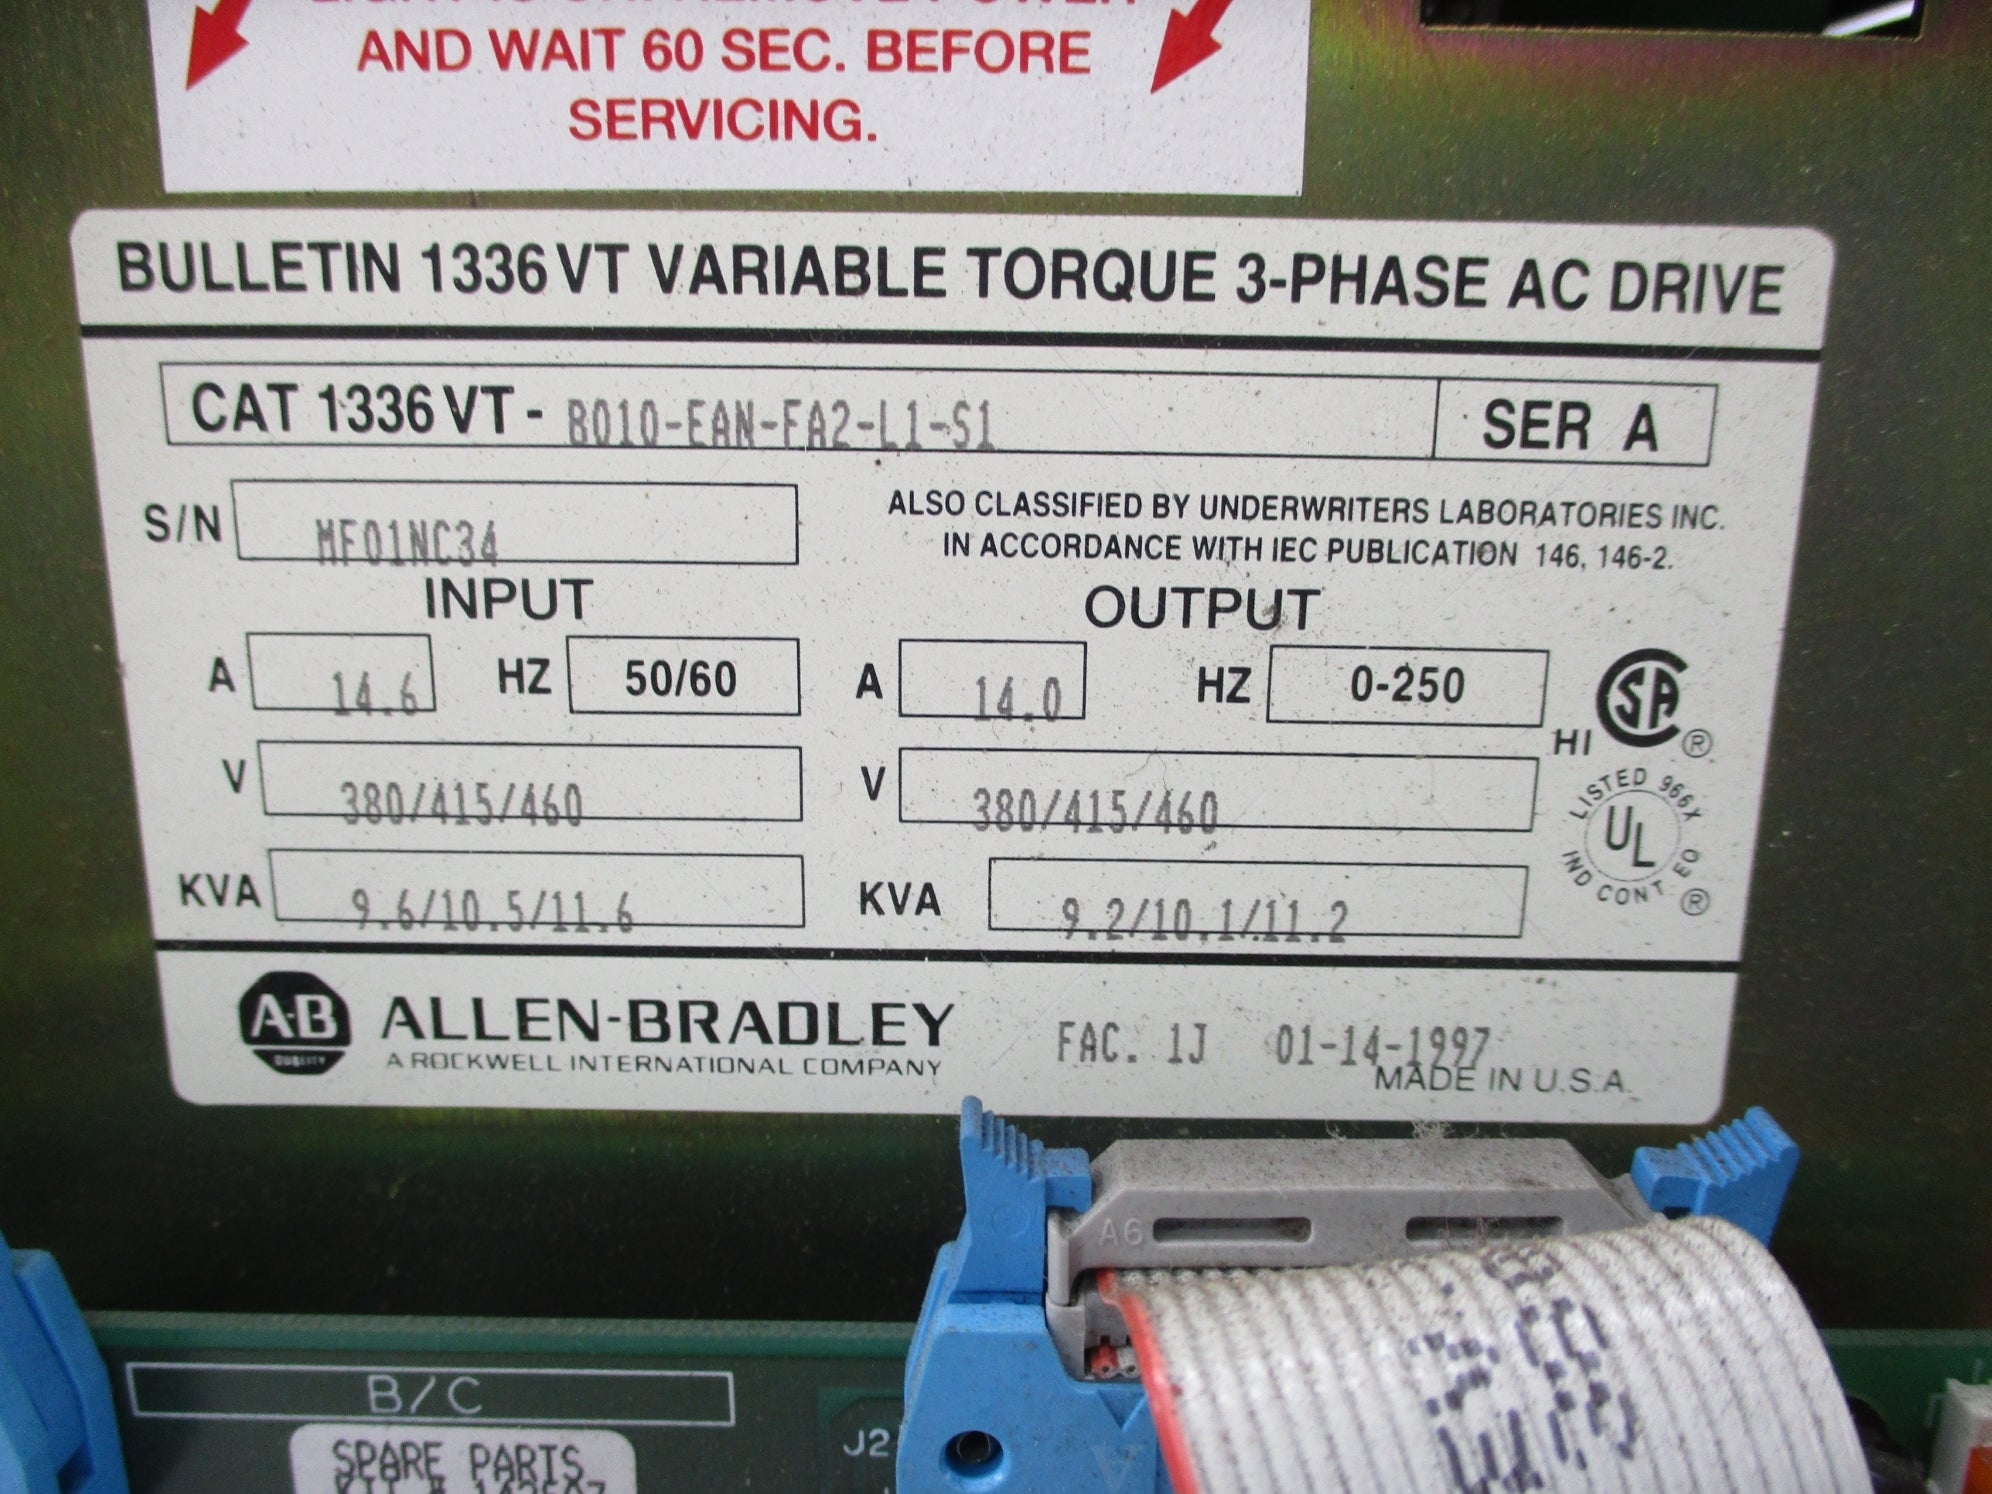 AND WAIT 60 SEC. BEFORE
SERVICING.
BULLETIN 1336 VT VARIABLE TORQUE 3-PHASE AC DRIVE
CAT 1336 VT - B010-EAN-FA2-L1-S1 SER A
S/N MF01NC34
ALSO CLASSIFIED BY UNDERWRITERS LABORATORIES INC.
IN ACCORDANCE WITH IEC PUBLICATION 146, 146-2.
INPUT OUTPUT
A 14.6 HZ 50/60 A 14.0 HZ 0-250
V 380/415/460 V 380/415/460
KVA 9.6/10.5/11.6 KVA 9.2/10.1/11.2
HI SA ®
LISTED 966X
UL
IND CONT EQ ®
A-B
QUALITY
ALLEN-BRADLEY
A ROCKWELL INTERNATIONAL COMPANY
FAC. 1J 01-14-1997
MADE IN U.S.A.
A6
B/C
J2
SPARE PARTS